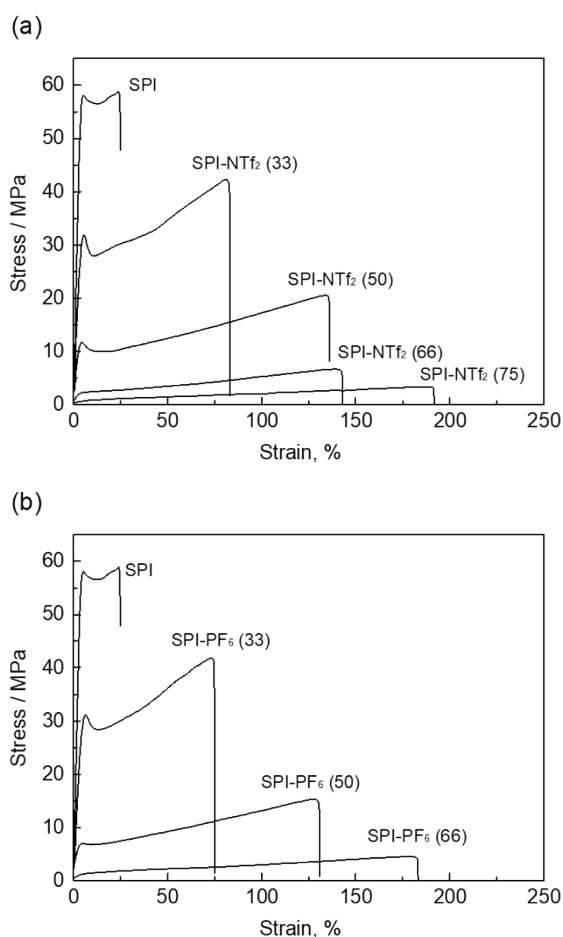 (a)
60
50
40
30
20
10
0
Stress / MPa
SPI
SPI-NTf₂ (33)
SPI-NTf₂ (50)
SPI-NTf₂ (66)
SPI-NTf₂ (75)
0 50 100 150 200 250
Strain, %
(b)
60
50
40
30
20
10
0
Stress / MPa
SPI
SPI-PF₆ (33)
SPI-PF₆ (50)
SPI-PF₆ (66)
0 50 100 150 200 250
Strain, %